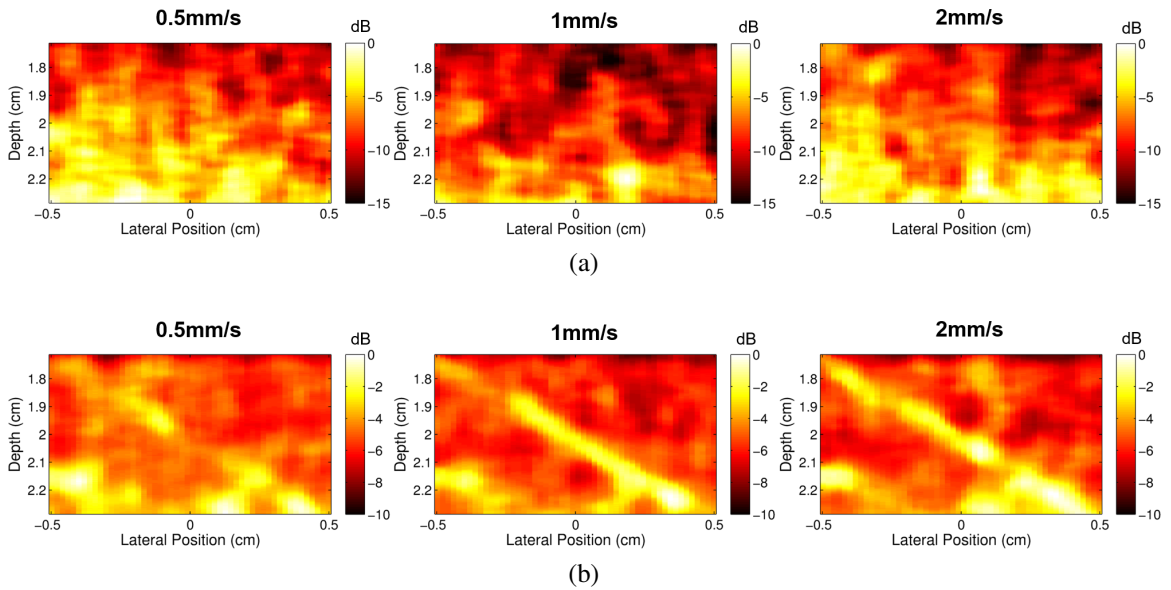 0.5mm/s 1mm/s 2mm/s
dB dB dB
0 0 0
1.8 1.8 1.8
1.9 −5 1.9 −5 1.9 −5
Depth (cm) Depth (cm) Depth (cm)
2 2 2
2.1 −10 2.1 −10 2.1 −10
2.2 2.2 2.2
−15 −15 −15
−0.5 0 0.5 −0.5 0 0.5 −0.5 0 0.5
Lateral Position (cm) Lateral Position (cm) Lateral Position (cm)
(a)
0.5mm/s 1mm/s 2mm/s
dB dB dB
0 0 0
1.8 −2 1.8 −2 1.8 −2
1.9 −4 1.9 −4 1.9 −4
Depth (cm) Depth (cm) Depth (cm)
2 2 2
2.1 −6 2.1 −6 2.1 −6
2.2 −8 2.2 −8 2.2 −8
−10 −10 −10
−0.5 0 0.5 −0.5 0 0.5 −0.5 0 0.5
Lateral Position (cm) Lateral Position (cm) Lateral Position (cm)
(b)